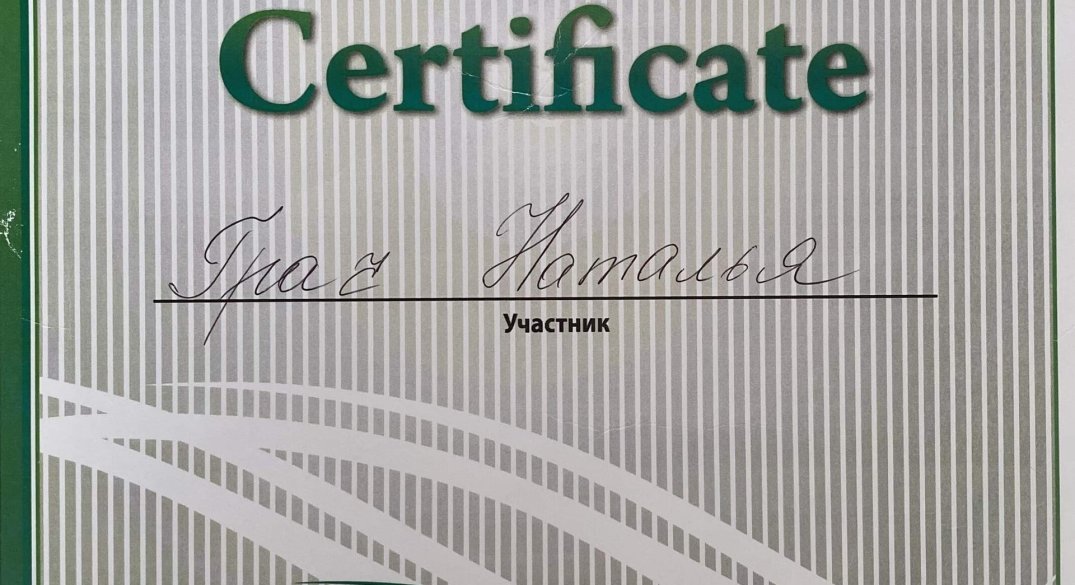 Certificate
Грач Наталья
Участник